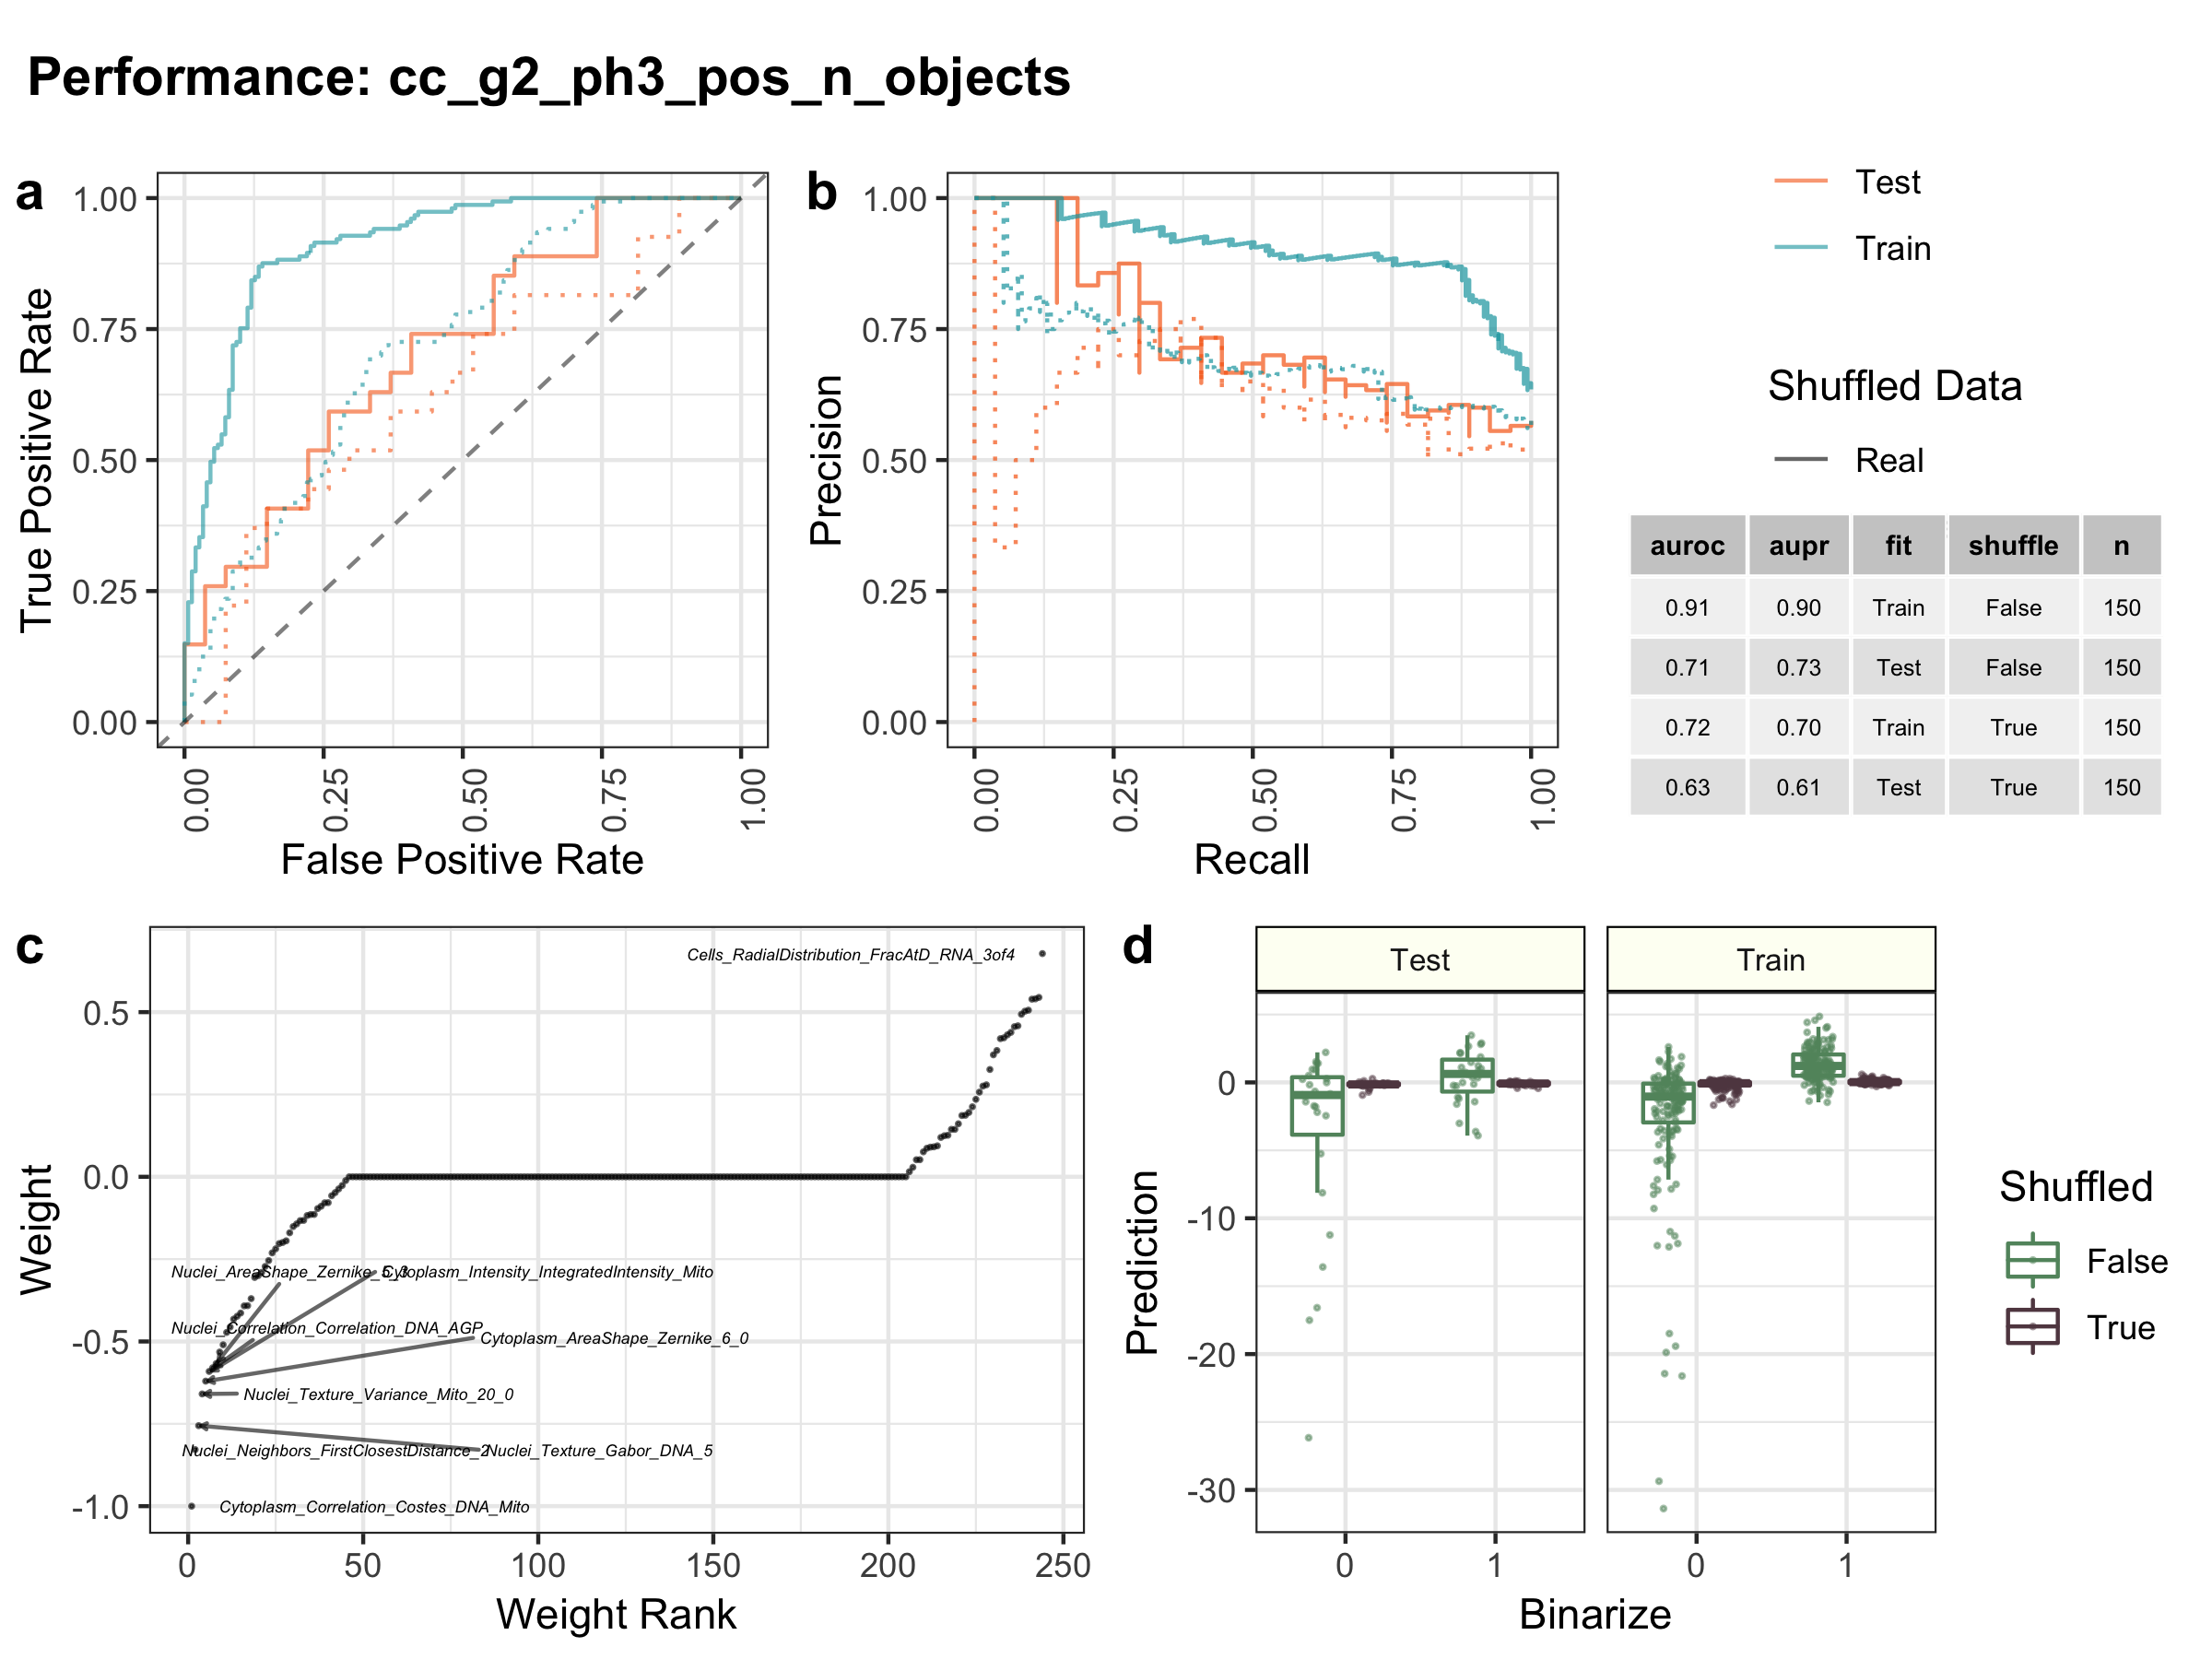 Performance: cc_g2_ph3_pos_n_objects
a
1.00
0.75
0.50
0.25
0.00
True Positive Rate
0.00
0.25
0.50
0.75
1.00
False Positive Rate
b
1.00
0.75
0.50
0.25
0.00
Precision
0.00
0.25
0.50
0.75
1.00
Recall
Test
Train
Shuffled Data
Real
auroc aupr fit shuffle n
0.91 0.90 Train False 150
0.71 0.73 Test False 150
0.72 0.70 Train True 150
0.63 0.61 Test True 150
c
0.5
0.0
-0.5
-1.0
Weight
Cells_RadialDistribution_FracAtD_RNA_3of4
Nuclei_AreaShape_Zernike_5_3
Cytoplasm_Intensity_IntegratedIntensity_Mito
Nuclei_Correlation_Correlation_DNA_AGP
Cytoplasm_AreaShape_Zernike_6_0
Nuclei_Texture_Variance_Mito_20_0
Nuclei_Neighbors_FirstClosestDistance_2
Nuclei_Texture_Gabor_DNA_5
Cytoplasm_Correlation_Costes_DNA_Mito
0
50
100
150
200
250
Weight Rank
d
Test
Train
0
-10
-20
-30
Prediction
0
1
0
1
Binarize
Shuffled
False
True